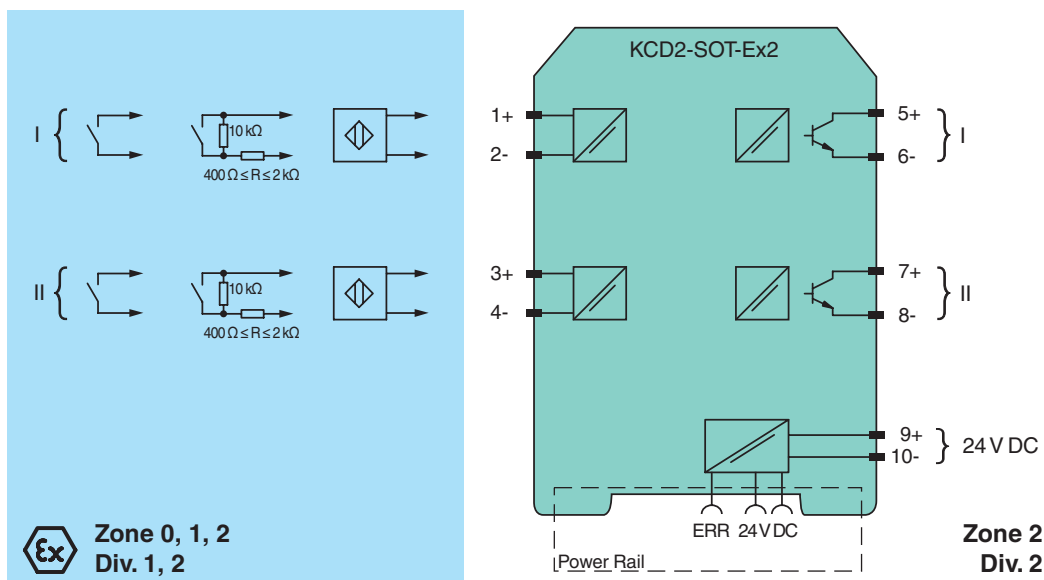 KCD2-SOT-Ex2
I
10 kΩ
400 Ω ≤ R ≤ 2 kΩ
1+
2-
5+
6-
I
II
10 kΩ
400 Ω ≤ R ≤ 2 kΩ
3+
4-
7+
8-
II
9+
10-
24 V DC
ERR 24 V DC
Power Rail
Ex
Zone 0, 1, 2
Div. 1, 2
Zone 2
Div. 2